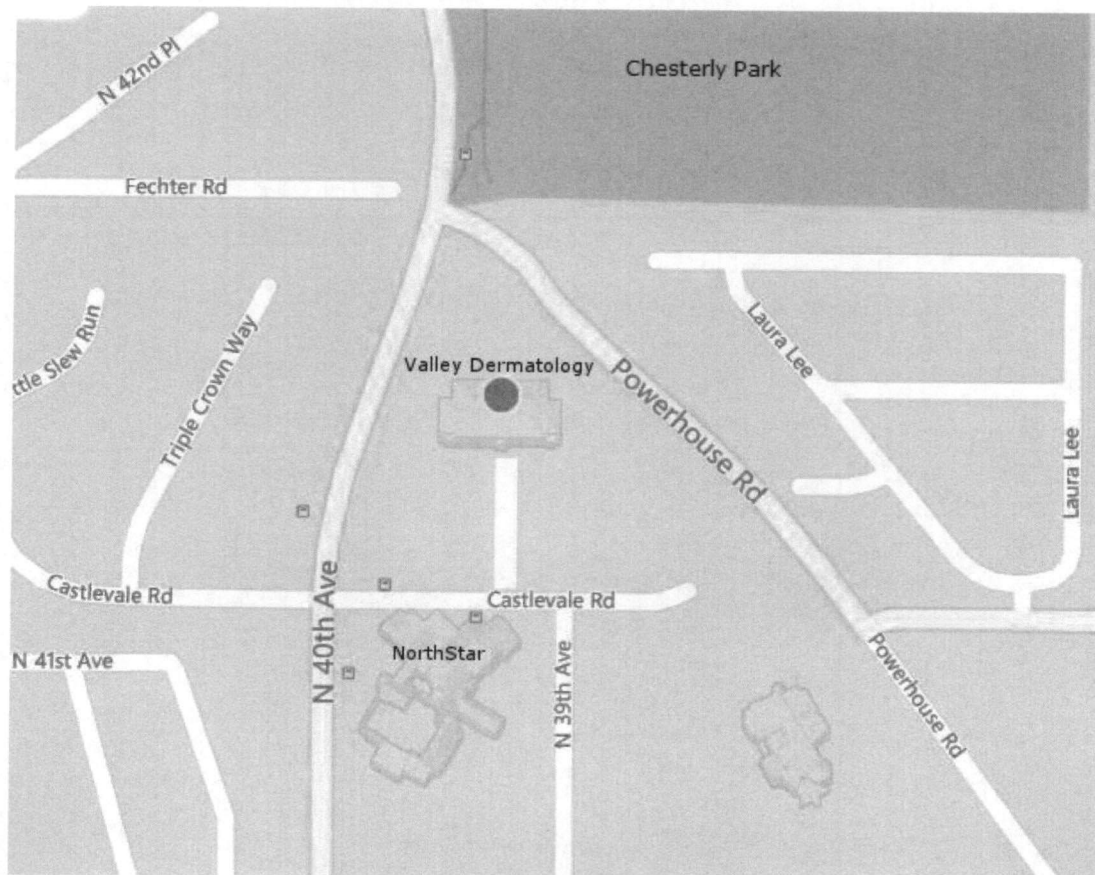 Chesterly Park
N 42nd Pl
Fechter Rd
ttle Slew Run
Triple Crown Way
Laura Lee
Valley Dermatology
Powerhouse Rd
Laura Lee
Castlevale Rd
N 40th Ave
Castlevale Rd
N 41st Ave
NorthStar
N 39th Ave
Powerhouse Rd